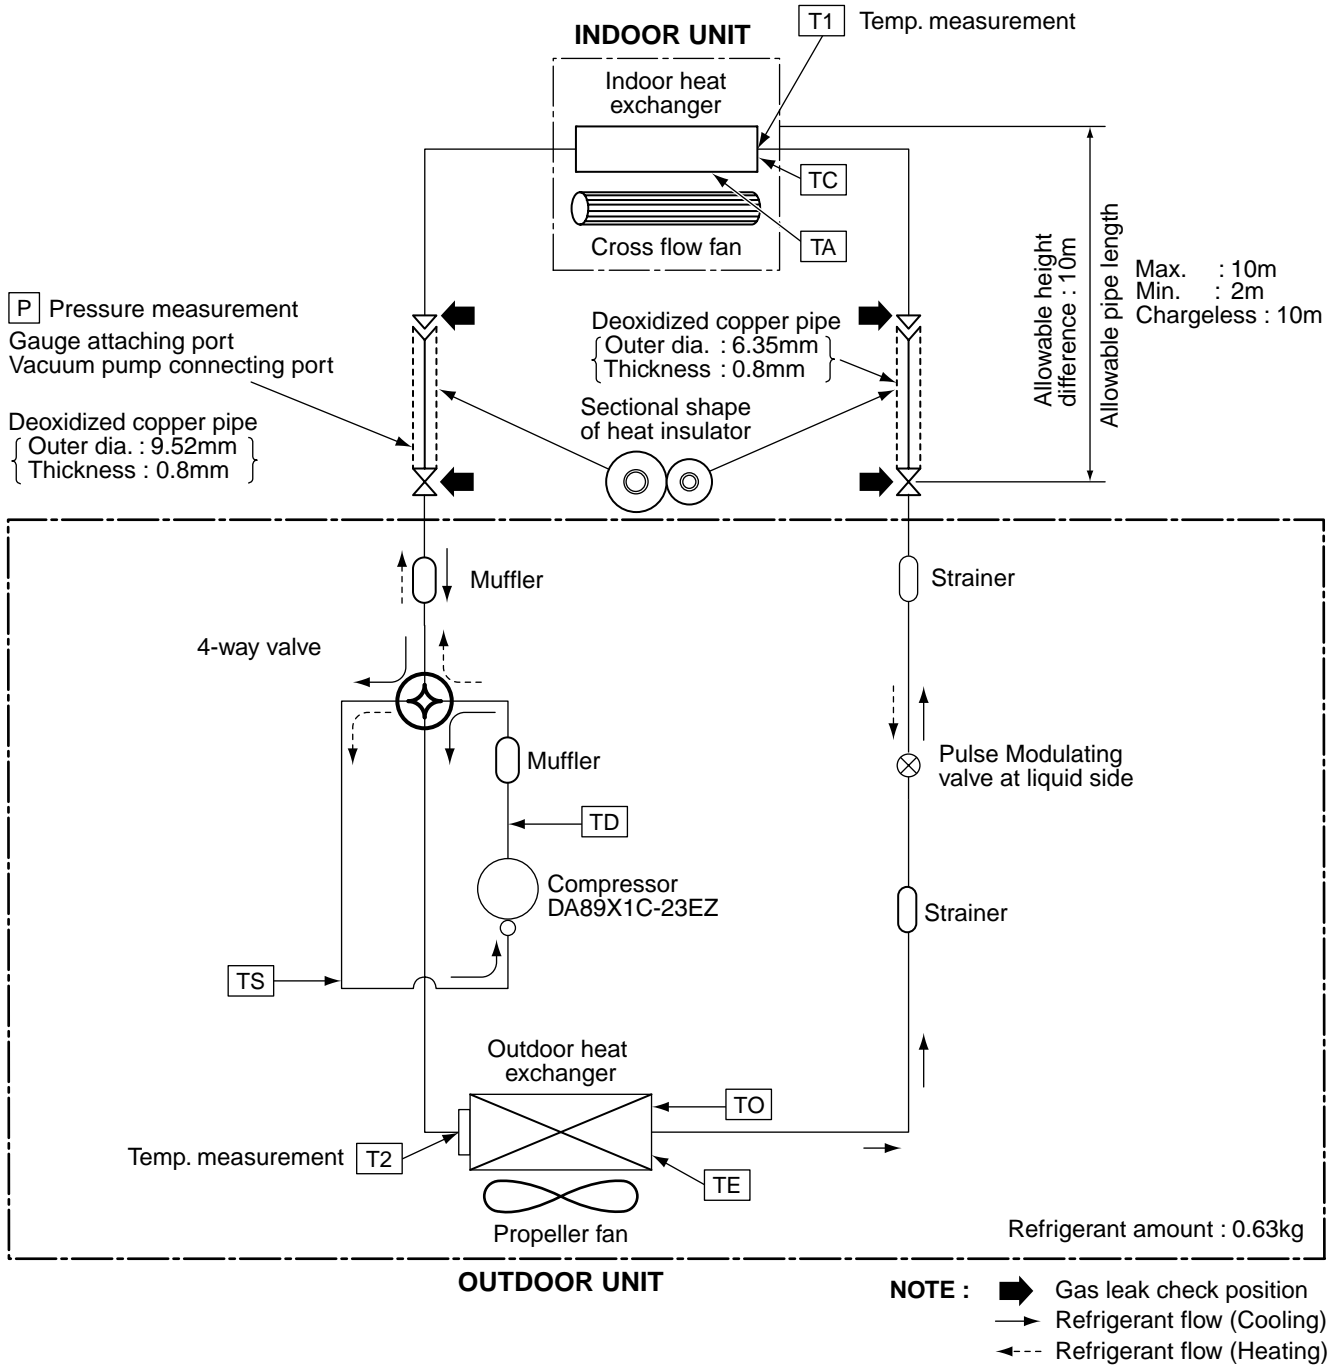 T1 Temp. measurement
INDOOR UNIT
Indoor heat
exchanger
TC
TA
Cross flow fan
Allowable height
difference : 10m
Allowable pipe length
Max. : 10m
Min. : 2m
Chargeless : 10m
P Pressure measurement
Gauge attaching port
Vacuum pump connecting port
Deoxidized copper pipe
Outer dia. : 9.52mm
Thickness : 0.8mm
Deoxidized copper pipe
Outer dia. : 6.35mm
Thickness : 0.8mm
Sectional shape
of heat insulator
Muffler
Strainer
4-way valve
Muffler
Pulse Modulating
valve at liquid side
TD
Compressor
DA89X1C-23EZ
Strainer
TS
Outdoor heat
exchanger
TO
Temp. measurement T2
TE
Propeller fan
Refrigerant amount : 0.63kg
OUTDOOR UNIT
NOTE : Gas leak check position
Refrigerant flow (Cooling)
Refrigerant flow (Heating)